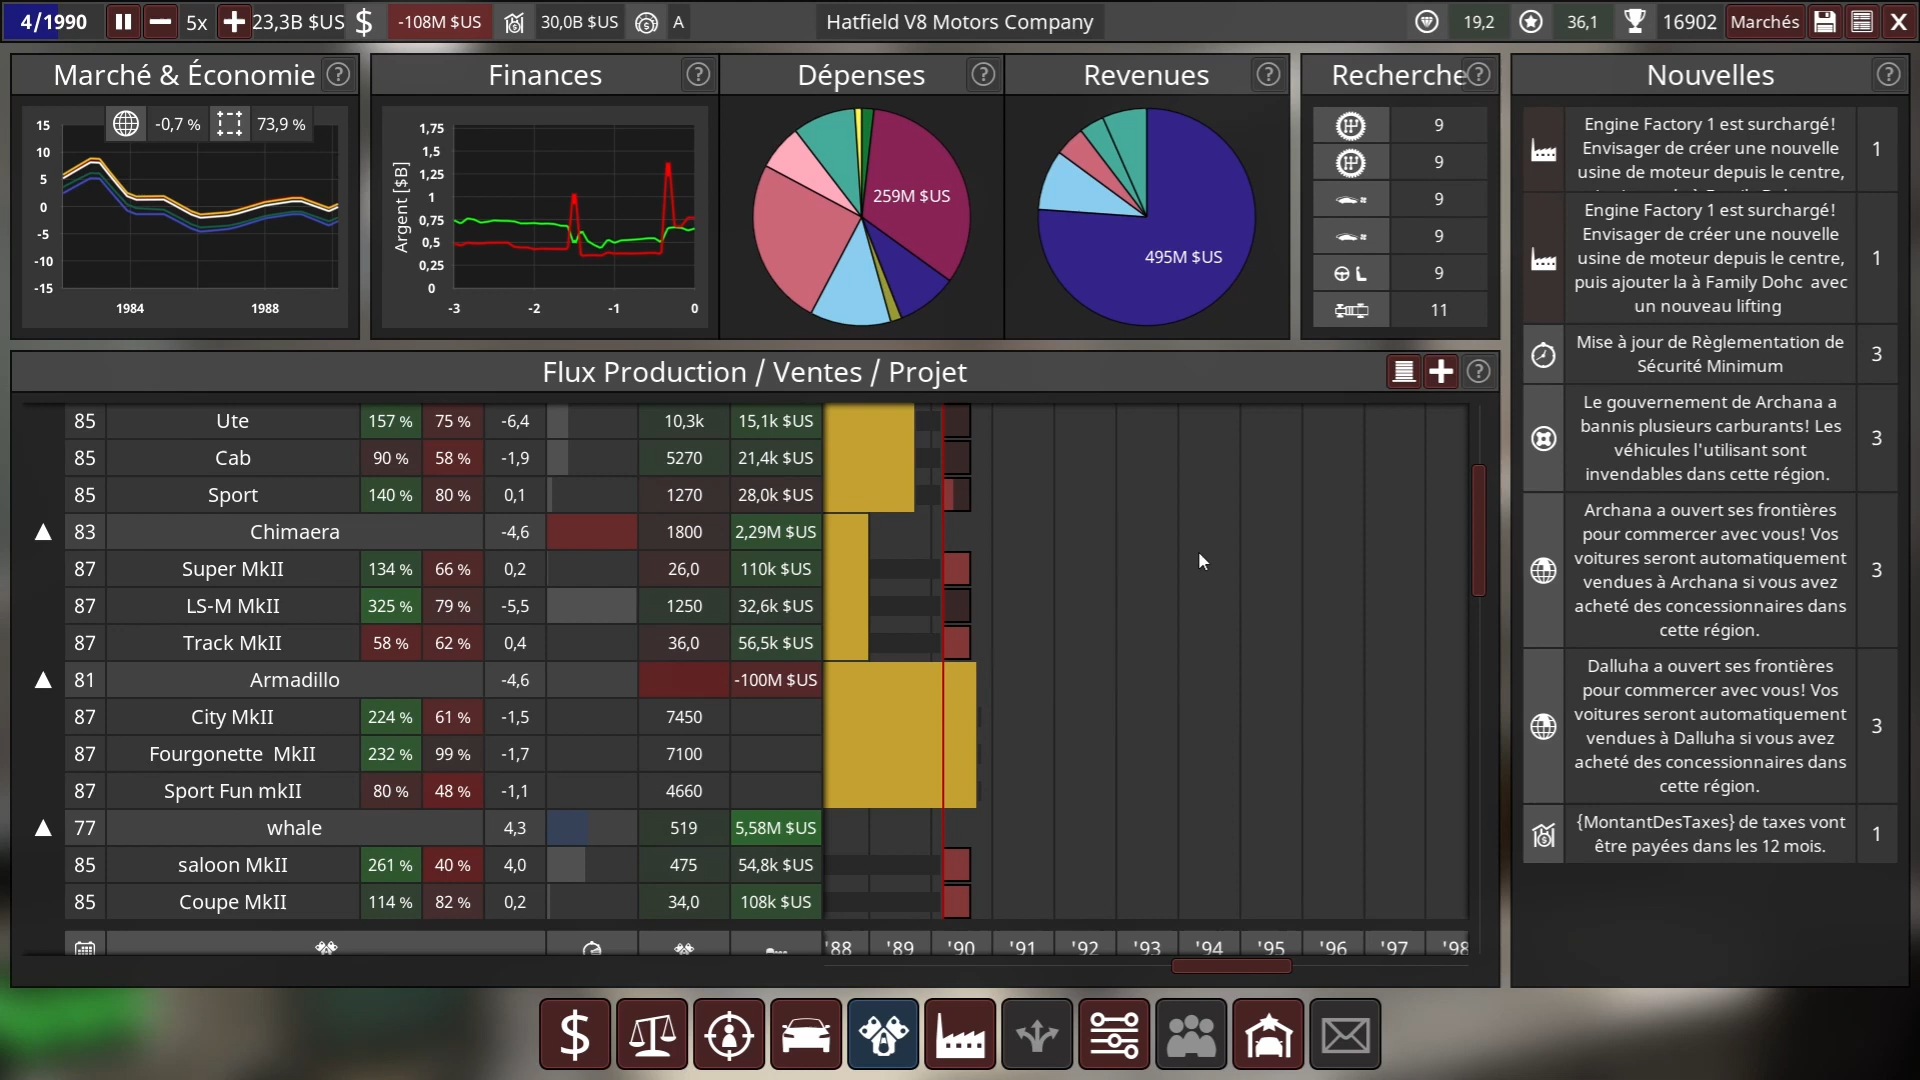 4/1990
5x
23,3B $US
-108M $US
30,0B $US
A
Hatfield V8 Motors Company
19,2
36,1
16902
Marchés
Marché & Économie
-0,7 %
73,9 %
15
10
5
0
-5
-10
-15
1984
1988
Finances
Argent [$B]
1,75
1,5
1,25
1
0,75
0,5
0,25
0
-3
-2
-1
0
Dépenses
259M $US
Revenues
495M $US
Recherche
9
9
9
9
9
11
Nouvelles
Engine Factory 1 est surchargé!
Envisager de créer une nouvelle
usine de moteur depuis le centre,
1
Engine Factory 1 est surchargé!
Envisager de créer une nouvelle
usine de moteur depuis le centre,
puis ajouter la à Family Dohc avec
un nouveau lifting
1
Mise à jour de Règlementation de
Sécurité Minimum
3
Le gouvernement de Archana a
bannis plusieurs carburants! Les
véhicules l'utilisant sont
invendables dans cette région.
3
Archana a ouvert ses frontières
pour commercer avec vous! Vos
voitures seront automatiquement
vendues à Archana si vous avez
acheté des concessionnaires dans
cette région.
3
Dalluha a ouvert ses frontières
pour commercer avec vous! Vos
voitures seront automatiquement
vendues à Dalluha si vous avez
acheté des concessionnaires dans
cette région.
3
{MontantDesTaxes} de taxes vont
être payées dans les 12 mois.
1
Flux Production / Ventes / Projet
85 Ute 157 % 75 % -6,4 10,3k 15,1k $US
85 Cab 90 % 58 % -1,9 5270 21,4k $US
85 Sport 140 % 80 % 0,1 1270 28,0k $US
83 Chimaera -4,6 1800 2,29M $US
87 Super MkII 134 % 66 % 0,2 26,0 110k $US
87 LS-M MkII 325 % 79 % -5,5 1250 32,6k $US
87 Track MkII 58 % 62 % 0,4 36,0 56,5k $US
81 Armadillo -4,6 -100M $US
87 City MkII 224 % 61 % -1,5 7450
87 Fourgonette MkII 232 % 99 % -1,7 7100
87 Sport Fun mkII 80 % 48 % -1,1 4660
77 whale 4,3 519 5,58M $US
85 saloon MkII 261 % 40 % 4,0 475 54,8k $US
85 Coupe MkII 114 % 82 % 0,2 34,0 108k $US
'88 '89 '90 '91 '92 '93 '94 '95 '96 '97 '98